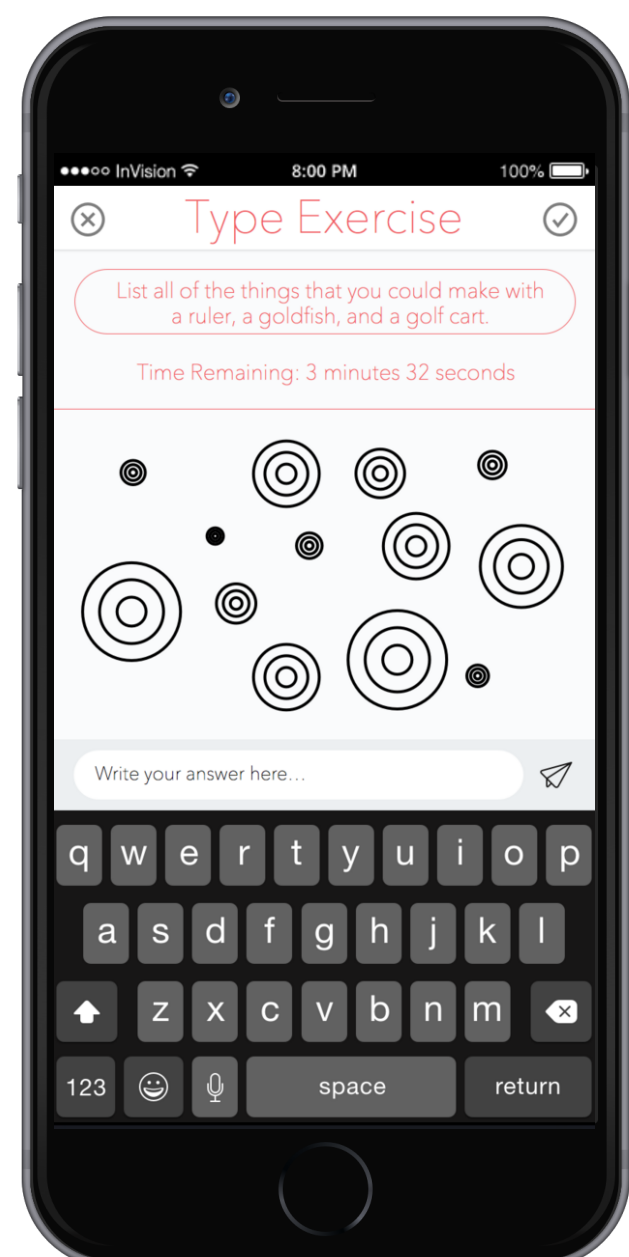 InVision 8:00 PM 100%
Type Exercise
List all of the things that you could make with
a ruler, a goldfish, and a golf cart.
Time Remaining: 3 minutes 32 seconds
Write your answer here...
q w e r t y u i o p
a s d f g h j k l
z x c v b n m
123 space return